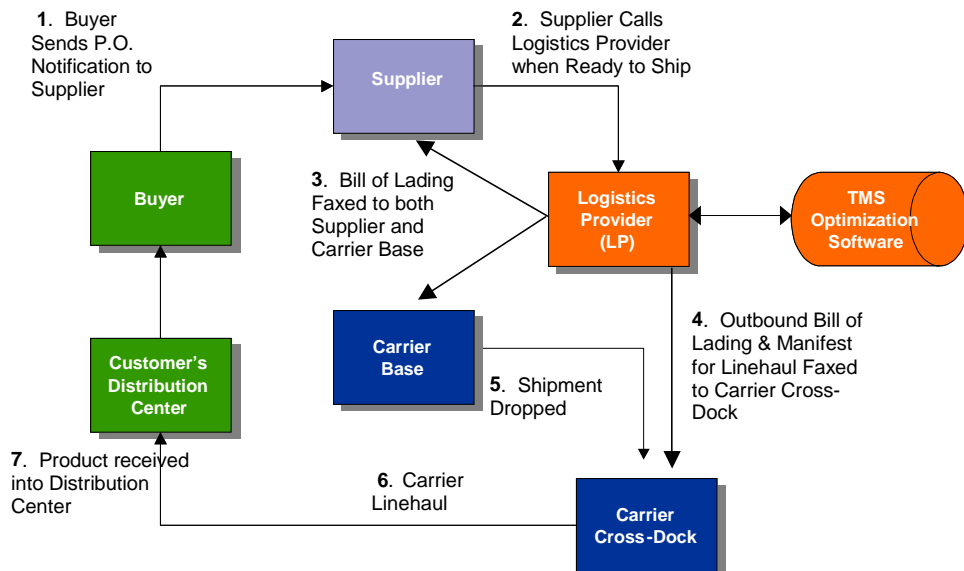 1. Buyer
Sends P.O.
Notification to
Supplier
2. Supplier Calls
Logistics Provider
when Ready to Ship
Supplier
3. Bill of Lading
Faxed to both
Supplier and
Carrier Base
Buyer
Logistics
Provider
(LP)
TMS
Optimization
Software
Carrier
Base
4. Outbound Bill of
Lading & Manifest
for Linehaul Faxed
to Carrier Cross-
Dock
Customer's
Distribution
Center
5. Shipment
Dropped
7. Product received
into Distribution
Center
6. Carrier
Linehaul
Carrier
Cross-Dock